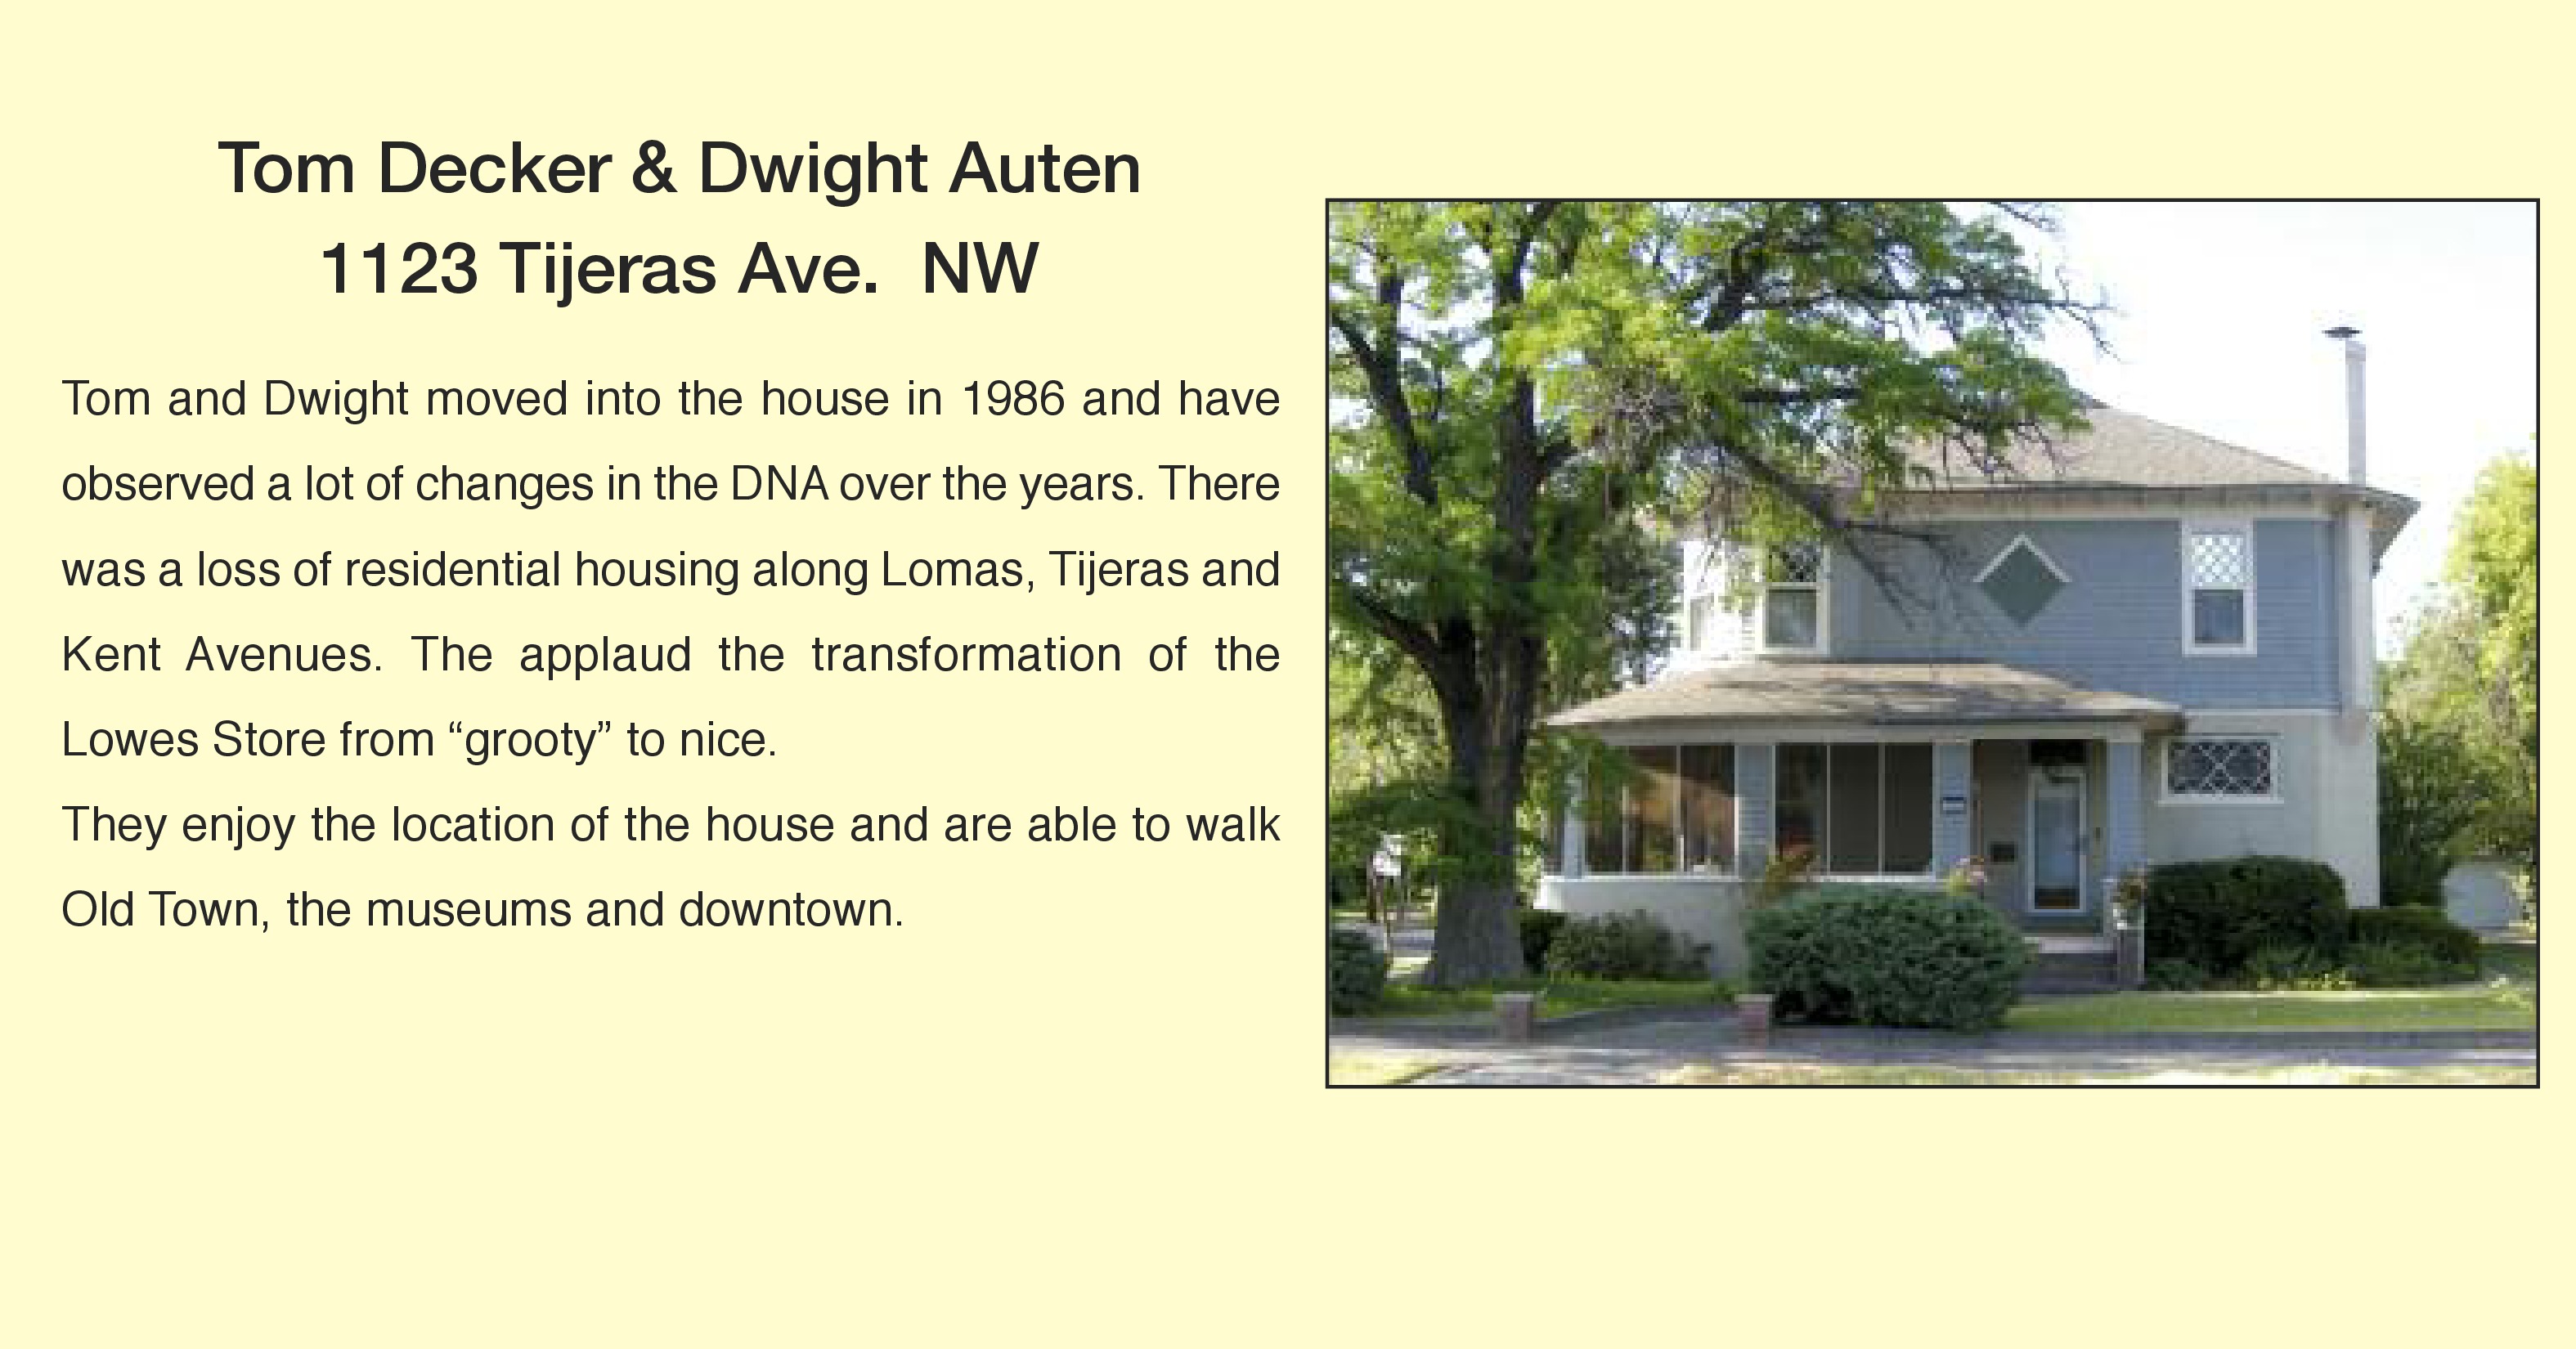 Tom Decker & Dwight Auten
1123 Tijeras Ave.  NW
Tom and Dwight moved into the house in 1986 and have
observed a lot of changes in the DNA over the years. There
was a loss of residential housing along Lomas, Tijeras and
Kent Avenues. The applaud the transformation of the
Lowes Store from “grooty” to nice.
They enjoy the location of the house and are able to walk
Old Town, the museums and downtown.